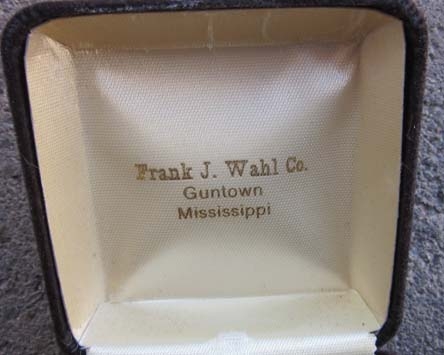 Frank J. Wahl Co.
Guntown
Mississippi